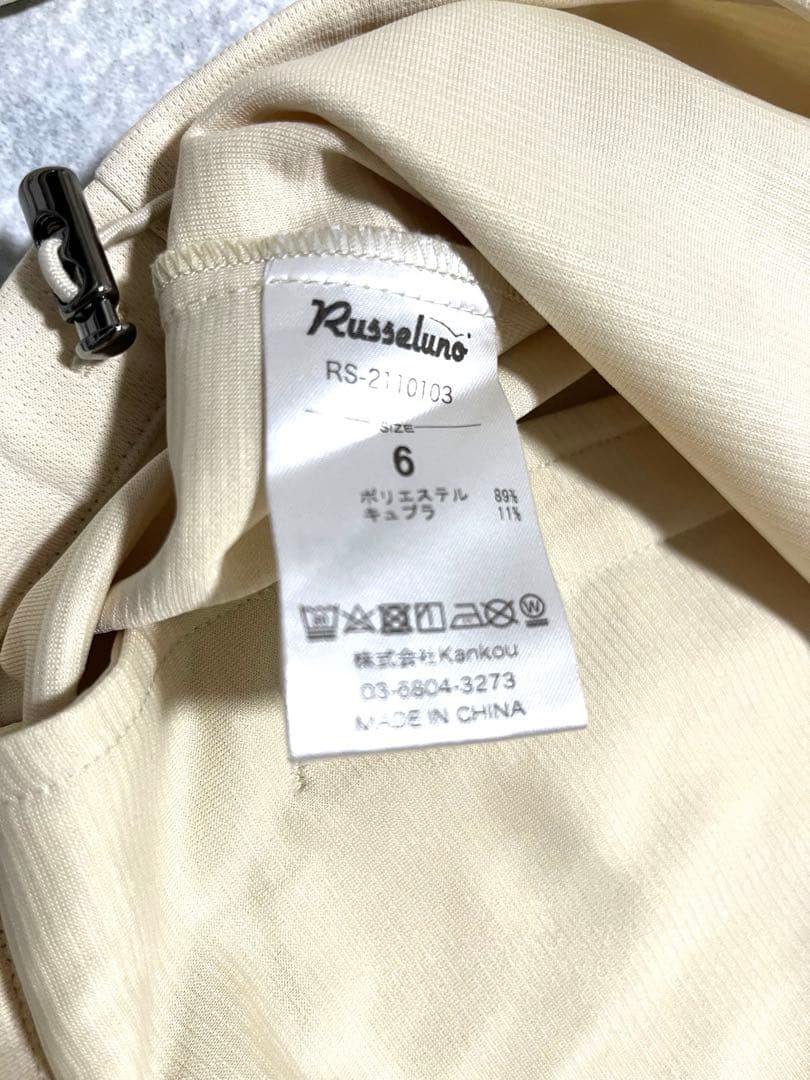 Russeluno
RS-2110103
SIZE
6
ポリエステル 89%
キュプラ 11%
W
株式会社Kankou
03-6804-3273
MADE IN CHINA